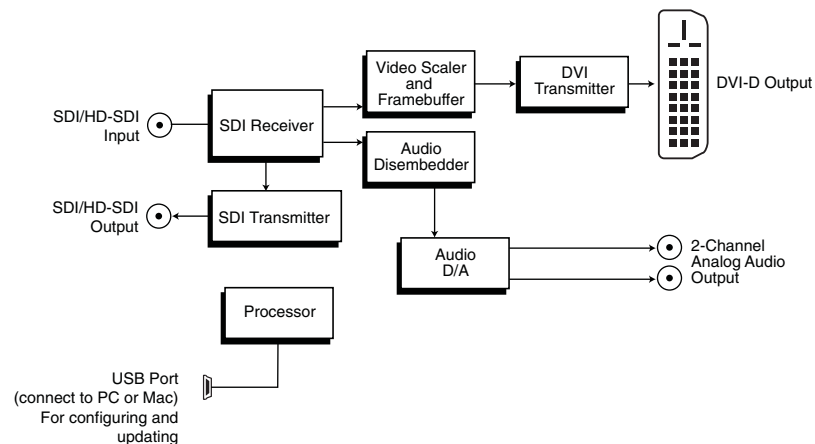 SDI/HD-SDI
Input
SDI Receiver
Video Scaler
and
Framebuffer
DVI
Transmitter
DVI-D Output
Audio
Disembedder
SDI/HD-SDI
Output
SDI Transmitter
Audio
D/A
2-Channel
Analog Audio
Output
Processor
USB Port
(connect to PC or Mac)
For configuring and
updating